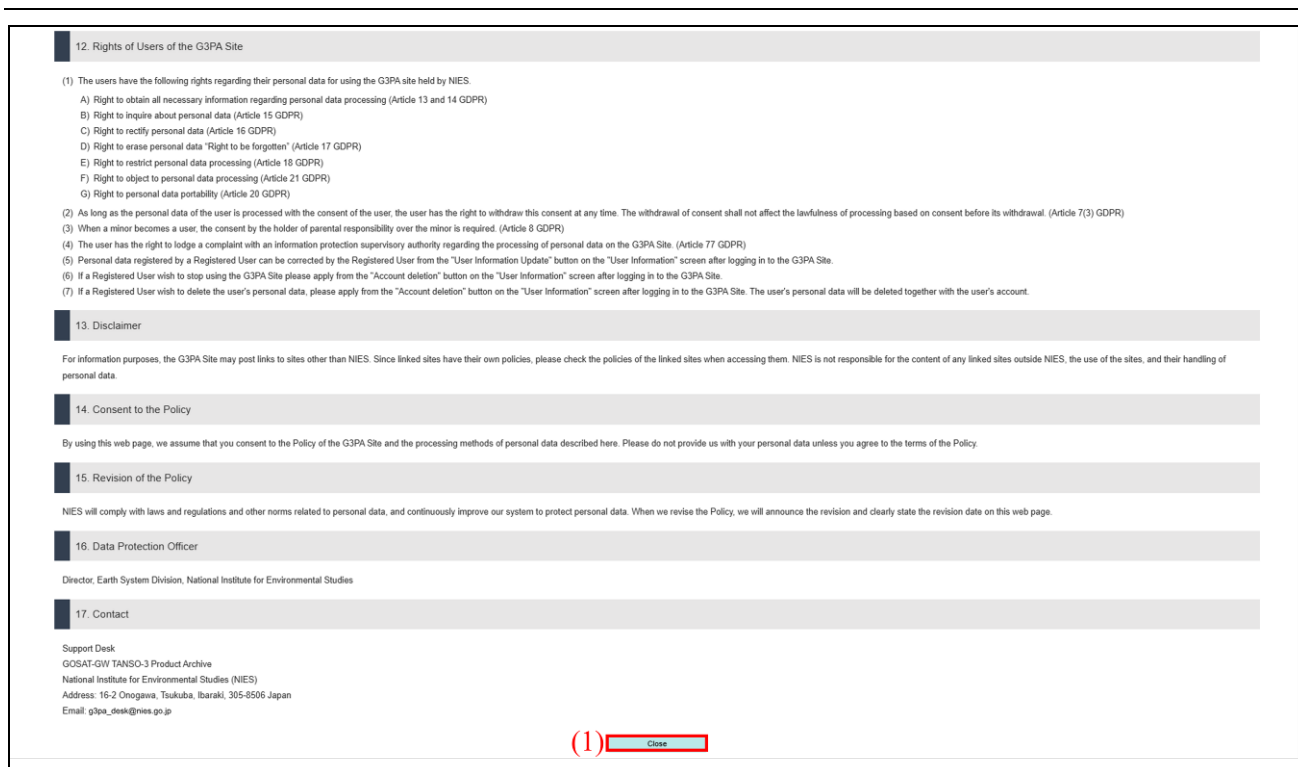 12. Rights of Users of the G3PA Site
(1) The users have the following rights regarding their personal data for using the G3PA site held by NIES.
A) Right to obtain all necessary information regarding personal data processing (Article 13 and 14 GDPR)
B) Right to inquire about personal data (Article 15 GDPR)
C) Right to rectify personal data (Article 16 GDPR)
D) Right to erase personal data "Right to be forgotten" (Article 17 GDPR)
E) Right to restrict personal data processing (Article 18 GDPR)
F) Right to object to personal data processing (Article 21 GDPR)
G) Right to personal data portability (Article 20 GDPR)
(2) As long as the personal data of the user is processed with the consent of the user, the user has the right to withdraw this consent at any time. The withdrawal of consent shall not affect the lawfulness of processing based on consent before its withdrawal. (Article 7(3) GDPR)
(3) When a minor becomes a user, the consent by the holder of parental responsibility over the minor is required. (Article 8 GDPR)
(4) The user has the right to lodge a complaint with an information protection supervisory authority regarding the processing of personal data on the G3PA Site. (Article 77 GDPR)
(5) Personal data registered by a Registered User can be corrected by the Registered User from the "User Information Update" button on the "User Information" screen after logging in to the G3PA Site.
(6) If a Registered User wish to stop using the G3PA Site please apply from the "Account deletion" button on the "User Information" screen after logging in to the G3PA Site.
(7) If a Registered User wish to delete the user's personal data, please apply from the "Account deletion" button on the "User Information" screen after logging in to the G3PA Site. The user's personal data will be deleted together with the user's account.
13. Disclaimer
For information purposes, the G3PA Site may post links to sites other than NIES. Since linked sites have their own policies, please check the policies of the linked sites when accessing them. NIES is not responsible for the content of any linked sites outside NIES, the use of the sites, and their handling of
personal data.
14. Consent to the Policy
By using this web page, we assume that you consent to the Policy of the G3PA Site and the processing methods of personal data described here. Please do not provide us with your personal data unless you agree to the terms of the Policy.
15. Revision of the Policy
NIES will comply with laws and regulations and other norms related to personal data, and continuously improve our system to protect personal data. When we revise the Policy, we will announce the revision and clearly state the revision date on this web page.
16. Data Protection Officer
Director, Earth System Division, National Institute for Environmental Studies
17. Contact
Support Desk
GOSAT-GW TANSO-3 Product Archive
National Institute for Environmental Studies (NIES)
Address: 16-2 Onogawa, Tsukuba, Ibaraki, 305-8506 Japan
Email: g3pa_desk@nies.go.jp
(1) Close